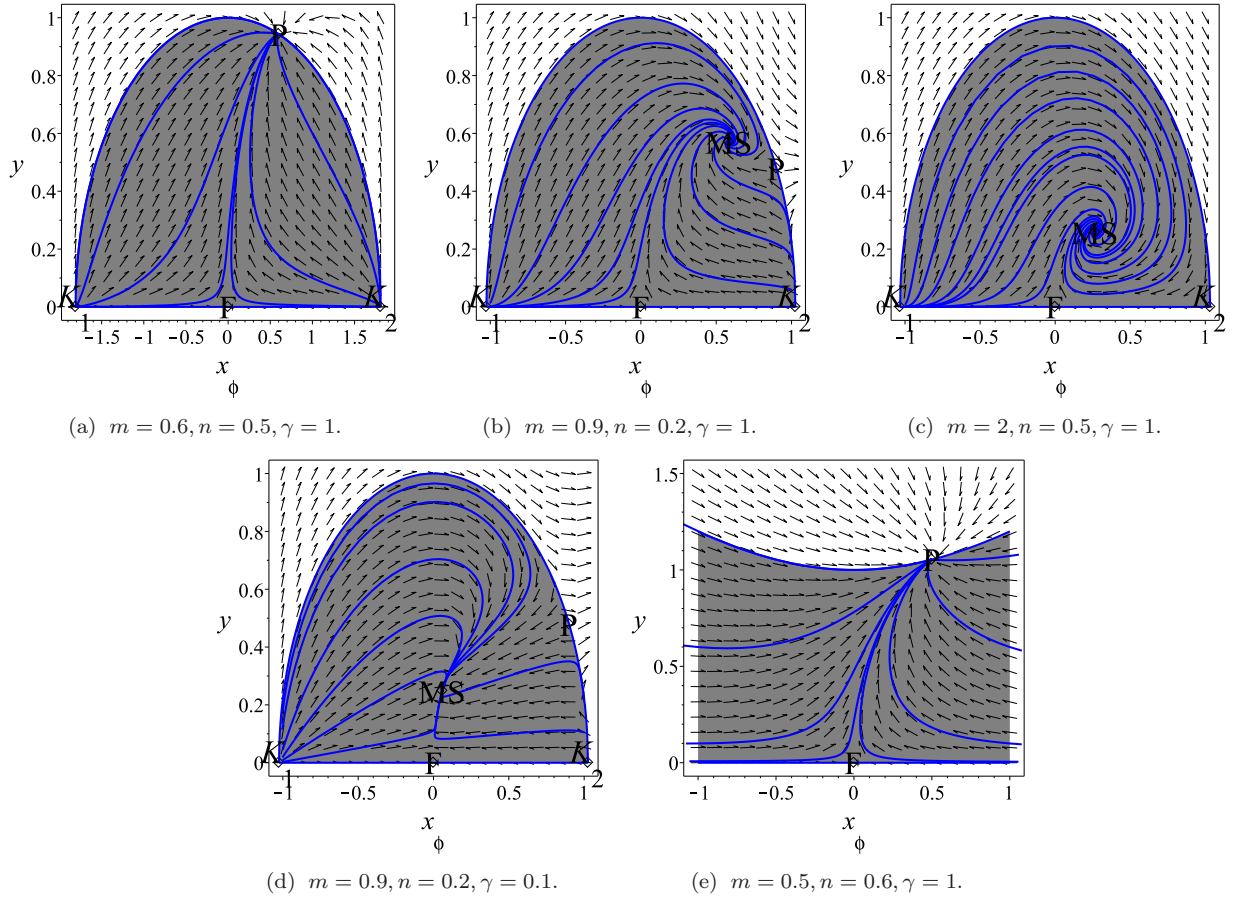 1
0.8
0.6
y
0.4
0.2
0
P
K
1
F
K
2
−1.5 −1 −0.5 0 0.5 1 1.5
x
ϕ
(a) m = 0.6, n = 0.5, γ = 1.
1
0.8
0.6
y
0.4
0.2
0
MS
P
K
1
F
K
2
−1 −0.5 0 0.5 1
x
ϕ
(b) m = 0.9, n = 0.2, γ = 1.
1
0.8
0.6
y
0.4
0.2
0
MS
K
1
F
K
2
−1 −0.5 0 0.5 1
x
ϕ
(c) m = 2, n = 0.5, γ = 1.
1
0.8
0.6
y
0.4
0.2
0
P
MS
K
1
F
K
2
−1 −0.5 0 0.5 1
x
ϕ
(d) m = 0.9, n = 0.2, γ = 0.1.
1.5
1
y
0.5
0
P
F
−1 −0.5 0 0.5 1
x
ϕ
(e) m = 0.5, n = 0.6, γ = 1.